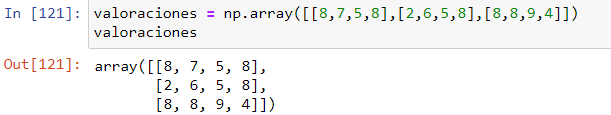 In [121]: valoraciones = np.array([[8,7,5,8],[2,6,5,8],[8,8,9,4]])
valoraciones
Out[121]: array([[8, 7, 5, 8],
[2, 6, 5, 8],
[8, 8, 9, 4]])